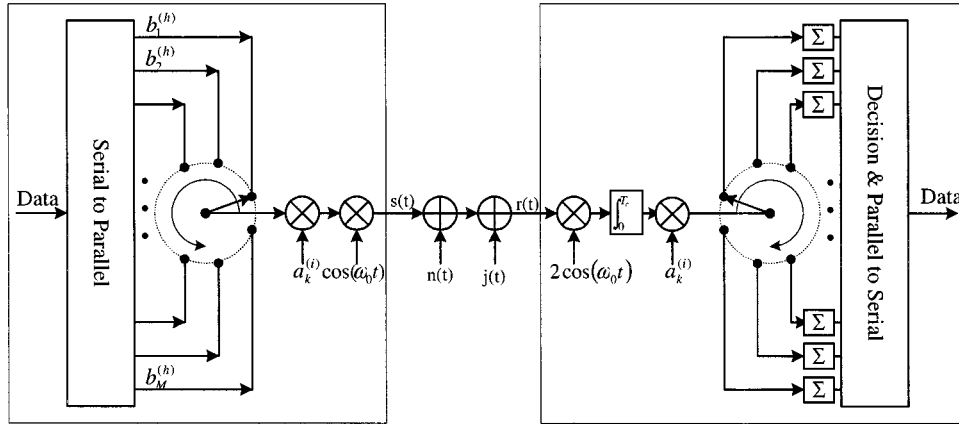 b_1^{(h)}
b_2^{(h)}
Data
Serial to Parallel
b_M^{(h)}
a_k^{(i)} cos(ω_0 t)
s(t)
n(t)
j(t)
r(t)
2cos(ω_0 t)
∫_0^{T_c}
a_k^{(i)}
Σ
Σ
Σ
Σ
Σ
Σ
Decision & Parallel to Serial
Data